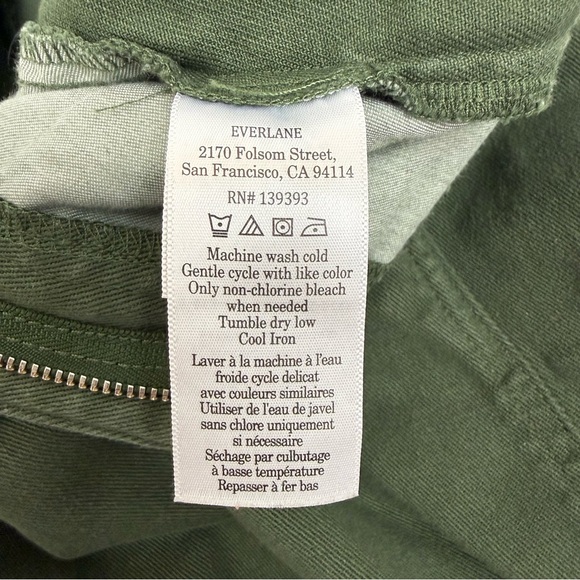 EVERLANE
2170 Folsom Street,
San Francisco, CA 94114
RN# 139393
Machine wash cold
Gentle cycle with like color
Only non-chlorine bleach
when needed
Tumble dry low
Cool Iron
Laver à la machine à l'eau
froide cycle delicat
avec couleurs similaires
Utiliser de l'eau de javel
sans chlore uniquement
si nécessaire
Séchage par culbutage
à basse température
Repasser à fer bas